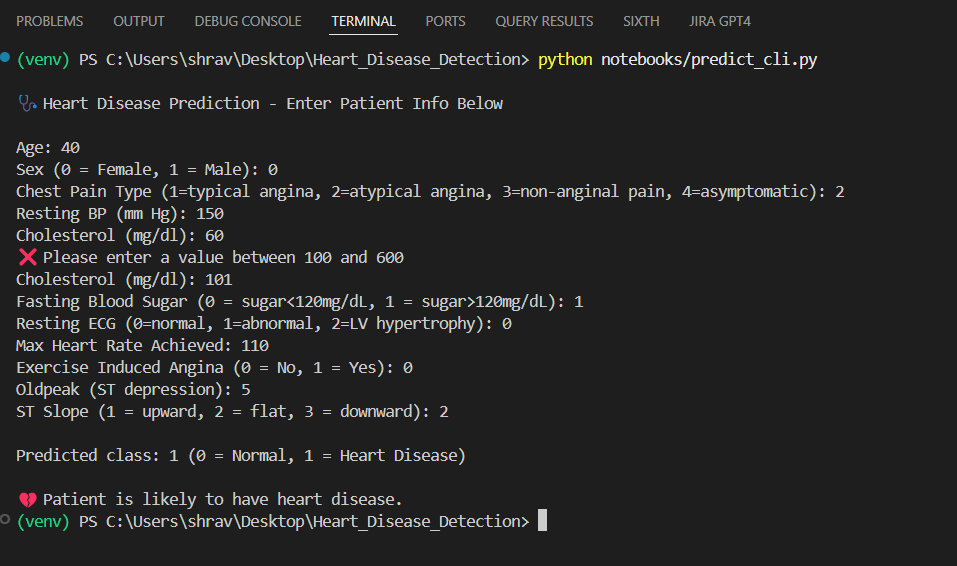 PROBLEMS OUTPUT DEBUG CONSOLE TERMINAL PORTS QUERY RESULTS SIXTH JIRA GPT4
(venv) PS C:\Users\shrav\Desktop\Heart_Disease_Detection> python notebooks/predict_cli.py
🩺 Heart Disease Prediction - Enter Patient Info Below
Age: 40
Sex (0 = Female, 1 = Male): 0
Chest Pain Type (1=typical angina, 2=atypical angina, 3=non-anginal pain, 4=asymptomatic): 2
Resting BP (mm Hg): 150
Cholesterol (mg/dl): 60
❌ Please enter a value between 100 and 600
Cholesterol (mg/dl): 101
Fasting Blood Sugar (0 = sugar<120mg/dL, 1 = sugar>120mg/dL): 1
Resting ECG (0=normal, 1=abnormal, 2=LV hypertrophy): 0
Max Heart Rate Achieved: 110
Exercise Induced Angina (0 = No, 1 = Yes): 0
Oldpeak (ST depression): 5
ST Slope (1 = upward, 2 = flat, 3 = downward): 2
Predicted class: 1 (0 = Normal, 1 = Heart Disease)
💔 Patient is likely to have heart disease.
(venv) PS C:\Users\shrav\Desktop\Heart_Disease_Detection>